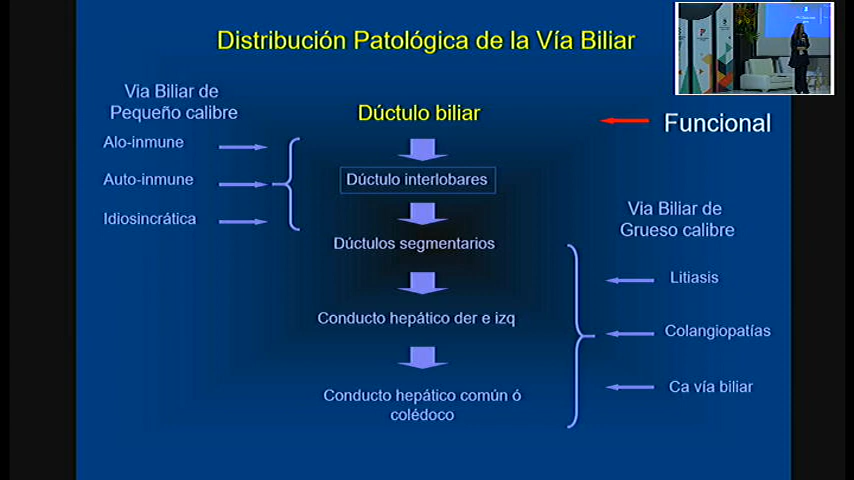 Distribución Patológica de la Vía Biliar
Via Biliar de
Pequeño calibre
Alo-inmune
Auto-inmune
Idiosincrática
Dúctulo biliar
Dúctulo interlobares
Dúctulos segmentarios
Conducto hepático der e izq
Conducto hepático común ó
colédoco
Funcional
Via Biliar de
Grueso calibre
Litiasis
Colangiopatías
Ca vía biliar